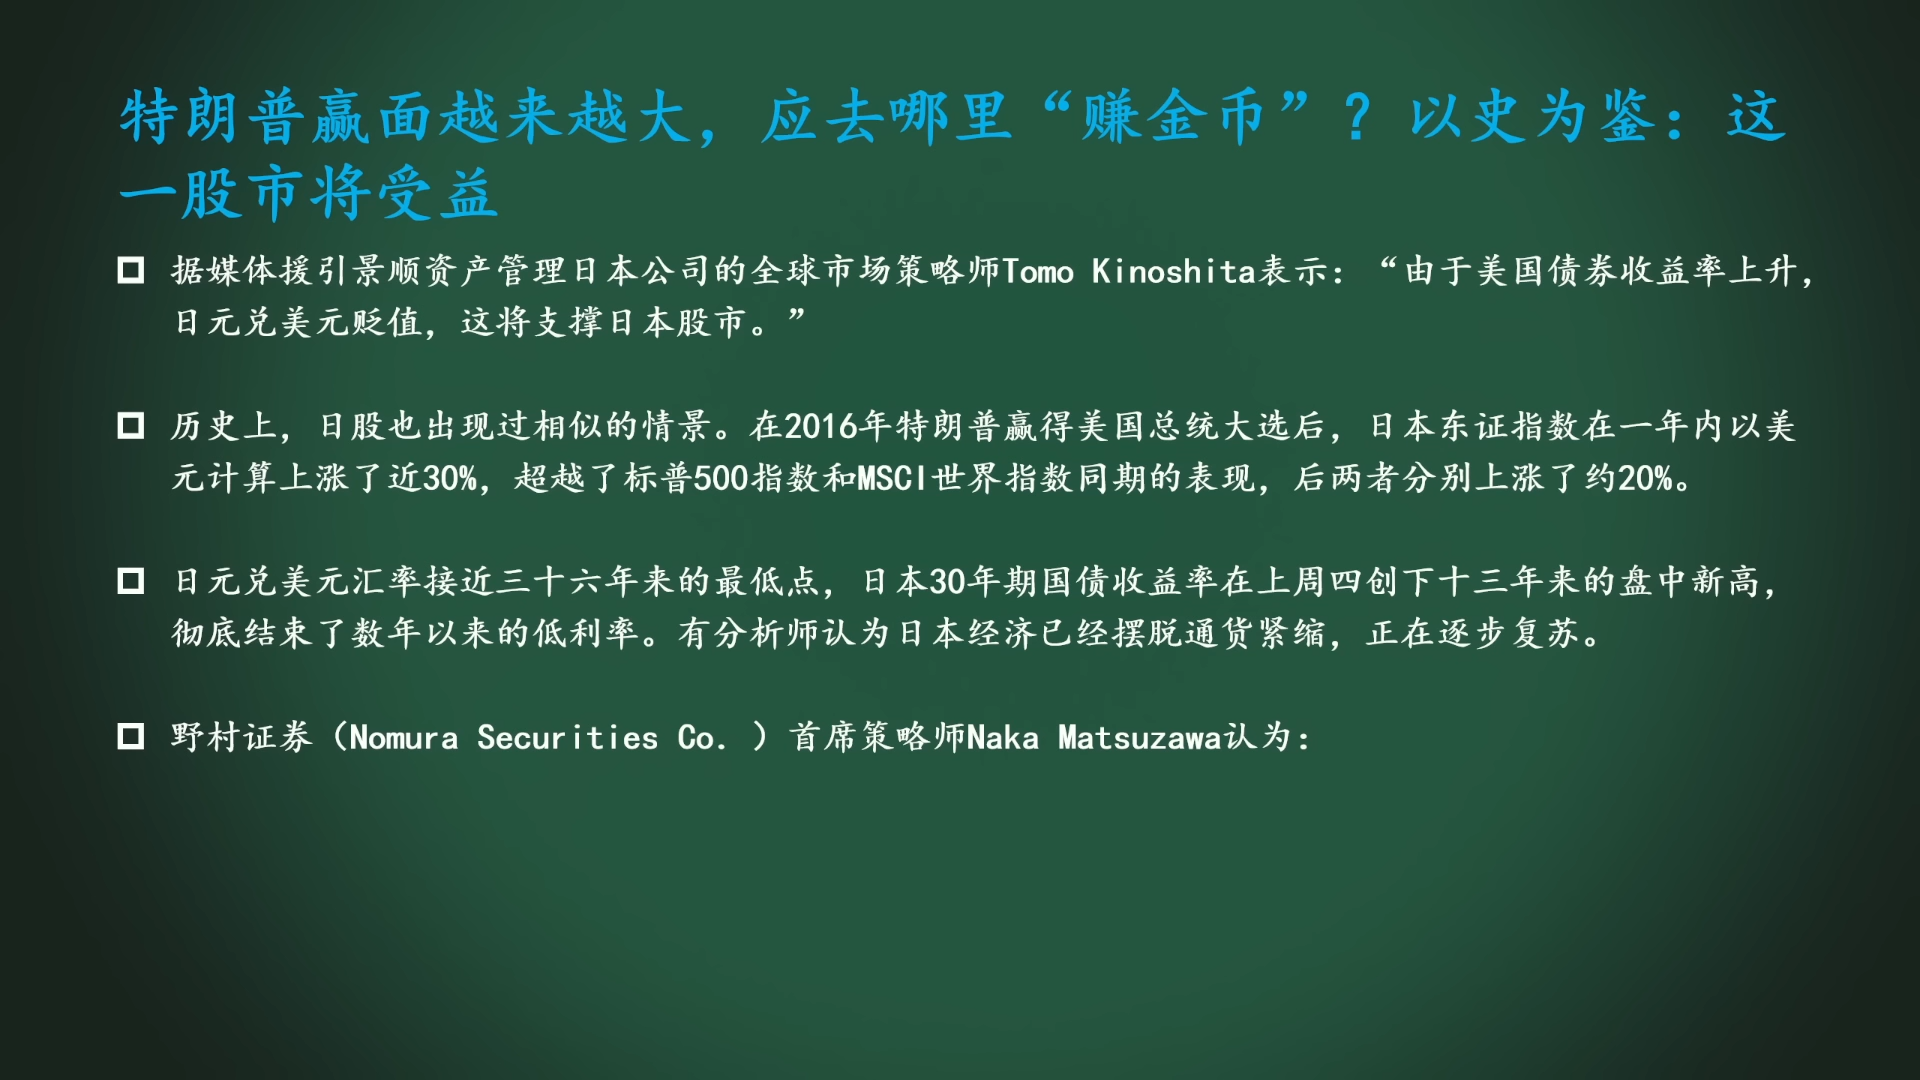 特朗普赢面越来越大，应去哪里“赚金币”？以史为鉴：这
一股市将受益
据媒体援引景顺资产管理日本公司的全球市场策略师Tomo Kinoshita表示：“由于美国债券收益率上升，
日元兑美元贬值，这将支撑日本股市。”
历史上，日股也出现过相似的情景。在2016年特朗普赢得美国总统大选后，日本东证指数在一年内以美
元计算上涨了近30%，超越了标普500指数和MSCI世界指数同期的表现，后两者分别上涨了约20%。
日元兑美元汇率接近三十六年来的最低点，日本30年期国债收益率在上周四创下十三年来的盘中新高，
彻底结束了数年以来的低利率。有分析师认为日本经济已经摆脱通货紧缩，正在逐步复苏。
野村证券（Nomura Securities Co. ）首席策略师Naka Matsuzawa认为：